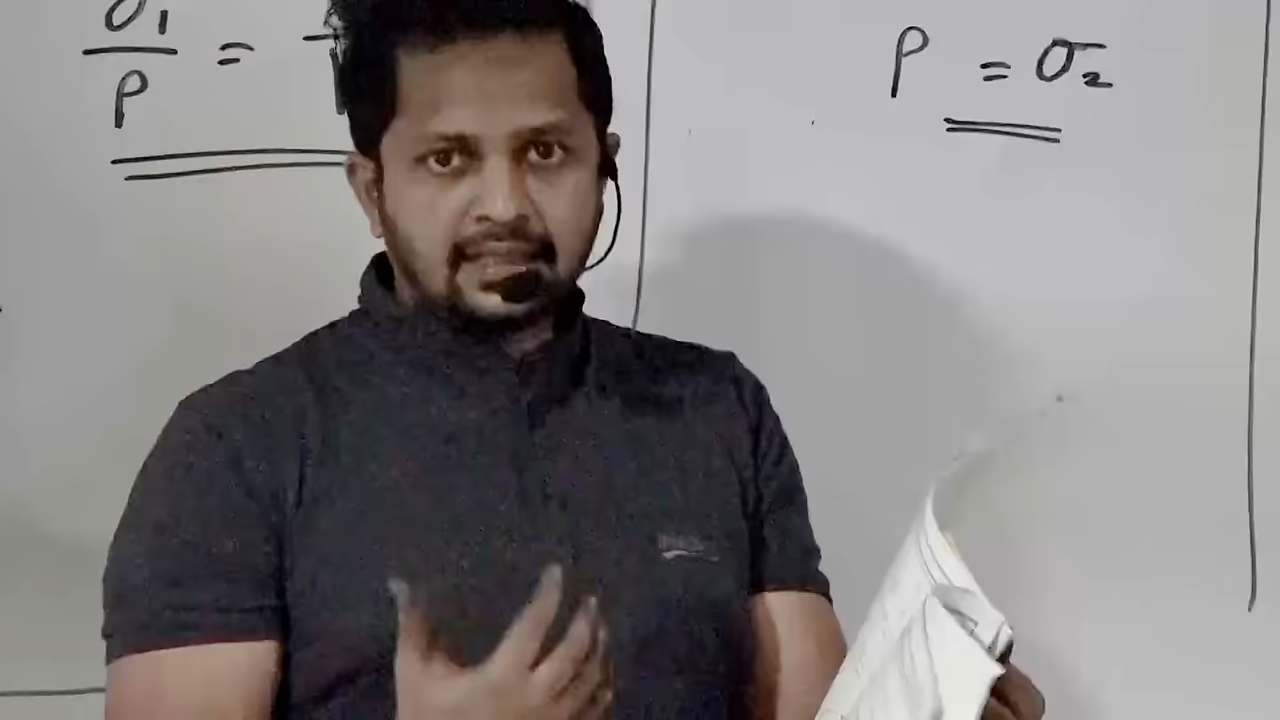 σ₁/ρ =
ρ = σ₂